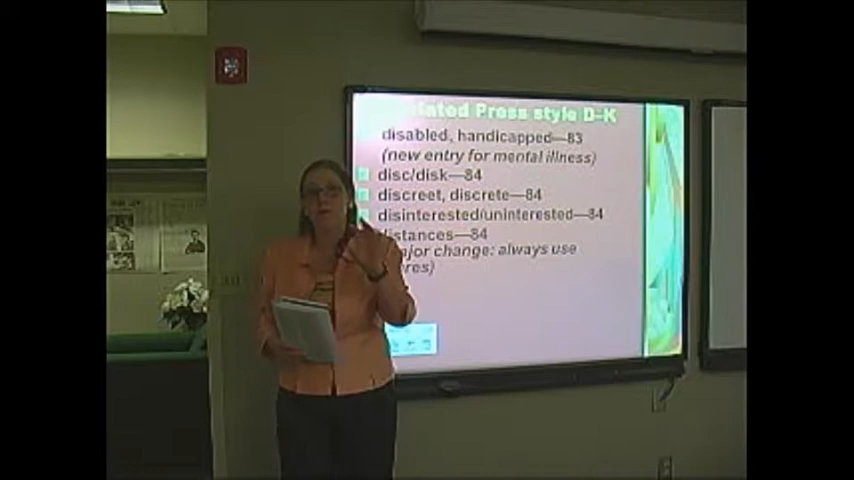 Press style D-K
disabled, handicapped—83
(new entry for mental illness)
disc/disk—84
discreet, discrete—84
disinterested/uninterested—84
distances—84
change: always use